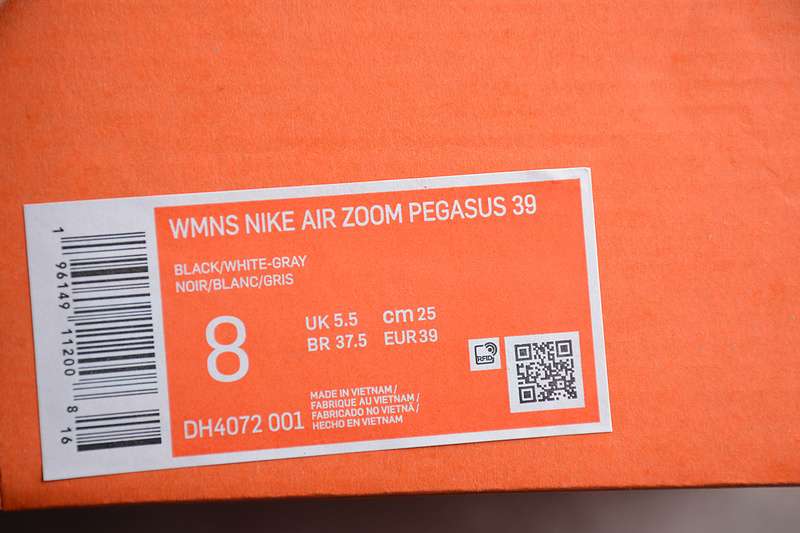 WMNS NIKE AIR ZOOM PEGASUS 39
BLACK/WHITE-GRAY
NOIR/BLANC/GRIS
8
UK 5.5 cm 25
BR 37.5 EUR 39
RFID
MADE IN VIETNAM /
FABRIQUE AU VIETNAM /
FABRICADO NO VIETNÃ /
HECHO EN VIETNAM
DH4072 001
1 96149 11200 8 16